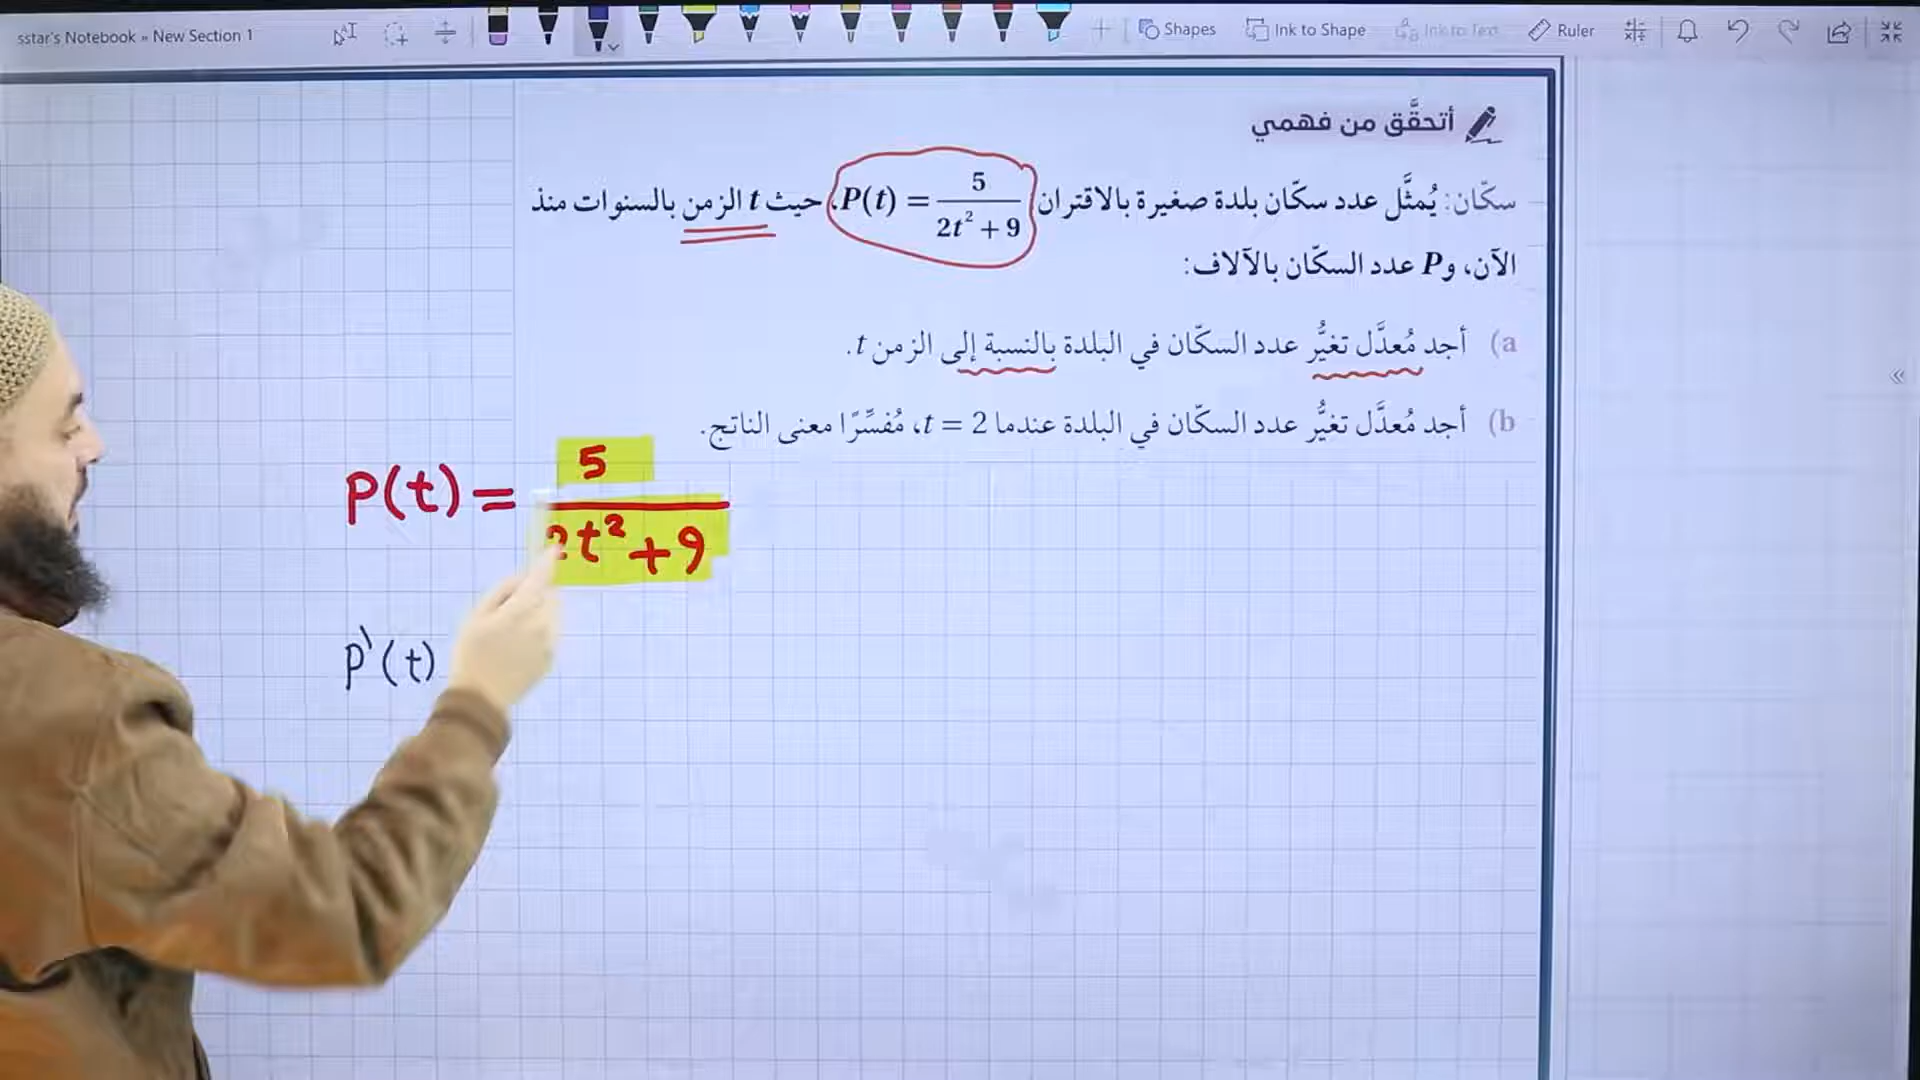 sstar's Notebook » New Section 1
Shapes
Ink to Shape
Ink to Text
Ruler
أتحقَّق من فهمي
سكّان: يُمثَّل عدد سكّان بلدة صغيرة بالاقتران P(t) = 5/(2t² + 9)، حيث t الزمن بالسنوات منذ
الآن، وP عدد السكّان بالآلاف:
a) أجد مُعدَّل تغيُّر عدد السكّان في البلدة بالنسبة إلى الزمن t.
b) أجد مُعدَّل تغيُّر عدد السكّان في البلدة عندما t = 2، مُفسِّرًا معنى الناتج.
P(t) = 5/(2t² + 9)
P'(t)